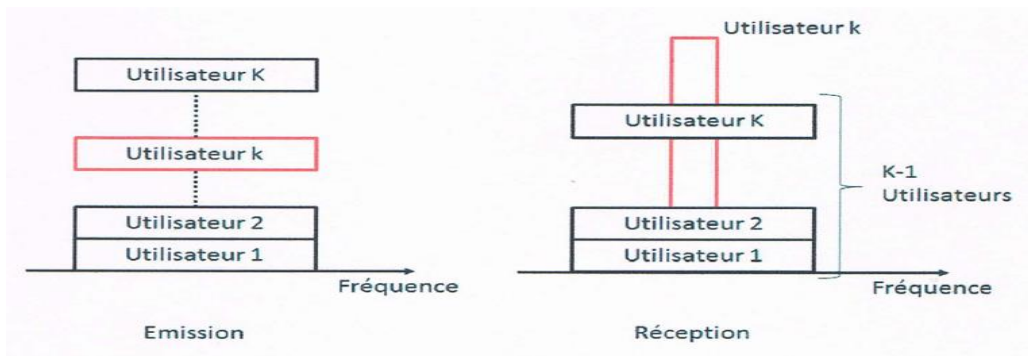 Utilisateur K
Utilisateur k
Utilisateur 2
Utilisateur 1
Fréquence
Emission
Utilisateur k
Utilisateur K
K-1
Utilisateurs
Utilisateur 2
Utilisateur 1
Fréquence
Réception